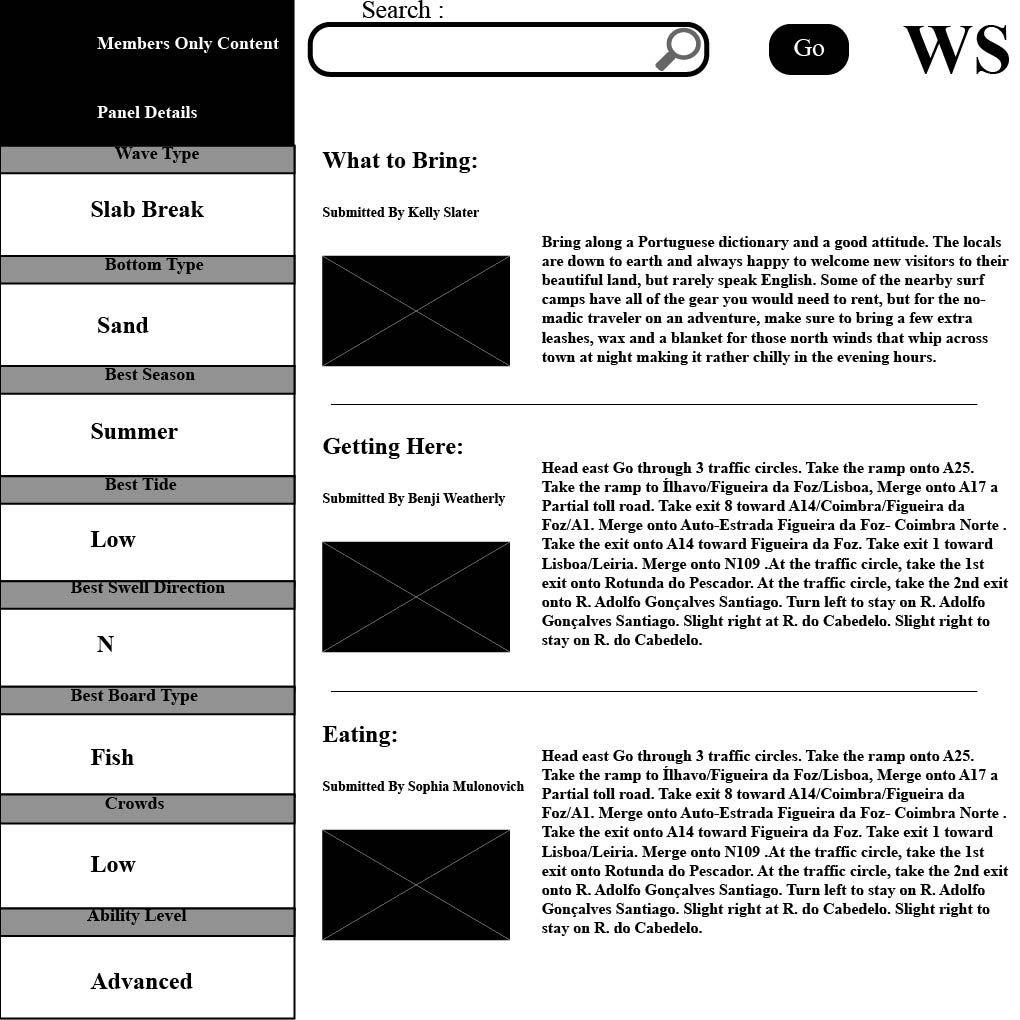 Search :
Members Only Content
Go
WS
Panel Details
Wave Type
Slab Break
Bottom Type
Sand
Best Season
Summer
Best Tide
Low
Best Swell Direction
N
Best Board Type
Fish
Crowds
Low
Ability Level
Advanced
What to Bring:
Submitted By Kelly Slater
Bring along a Portuguese dictionary and a good attitude. The locals
are down to earth and always happy to welcome new visitors to their
beautiful land, but rarely speak English. Some of the nearby surf
camps have all of the gear you would need to rent, but for the no-
madic traveler on an adventure, make sure to bring a few extra
leashes, wax and a blanket for those north winds that whip across
town at night making it rather chilly in the evening hours.
Getting Here:
Submitted By Benji Weatherly
Head east Go through 3 traffic circles. Take the ramp onto A25.
Take the ramp to Ílhavo/Figueira da Foz/Lisboa, Merge onto A17 a
Partial toll road. Take exit 8 toward A14/Coimbra/Figueira da
Foz/A1. Merge onto Auto-Estrada Figueira da Foz- Coimbra Norte .
Take the exit onto A14 toward Figueira da Foz. Take exit 1 toward
Lisboa/Leiria. Merge onto N109 .At the traffic circle, take the 1st
exit onto Rotunda do Pescador. At the traffic circle, take the 2nd exit
onto R. Adolfo Gonçalves Santiago. Turn left to stay on R. Adolfo
Gonçalves Santiago. Slight right at R. do Cabedelo. Slight right to
stay on R. do Cabedelo.
Eating:
Submitted By Sophia Mulonovich
Head east Go through 3 traffic circles. Take the ramp onto A25.
Take the ramp to Ílhavo/Figueira da Foz/Lisboa, Merge onto A17 a
Partial toll road. Take exit 8 toward A14/Coimbra/Figueira da
Foz/A1. Merge onto Auto-Estrada Figueira da Foz- Coimbra Norte .
Take the exit onto A14 toward Figueira da Foz. Take exit 1 toward
Lisboa/Leiria. Merge onto N109 .At the traffic circle, take the 1st
exit onto Rotunda do Pescador. At the traffic circle, take the 2nd exit
onto R. Adolfo Gonçalves Santiago. Turn left to stay on R. Adolfo
Gonçalves Santiago. Slight right at R. do Cabedelo. Slight right to
stay on R. do Cabedelo.